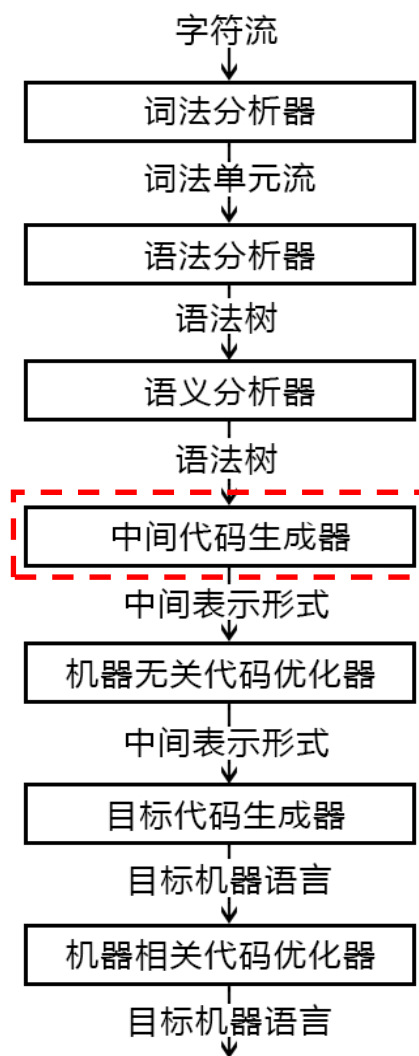 字符流
词法分析器
词法单元流
语法分析器
语法树
语义分析器
语法树
中间代码生成器
中间表示形式
机器无关代码优化器
中间表示形式
目标代码生成器
目标机器语言
机器相关代码优化器
目标机器语言